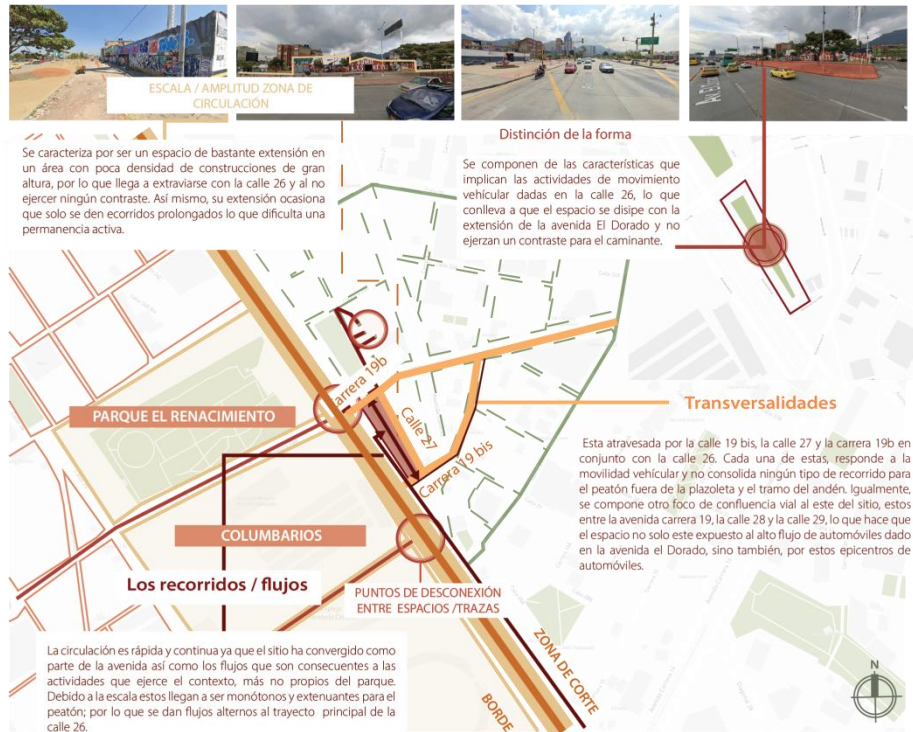 ESCALA / AMPLITUD ZONA DE
CIRCULACIÓN
Se caracteriza por ser un espacio de bastante extensión en
un área con poca densidad de construcciones de gran
altura, por lo que llega a extraviarse con la calle 26 y al no
ejercer ningún contraste. Así mismo, su extensión ocasiona
que solo se den ecorridos prolongados lo que dificulta una
permanencia activa.
Distinción de la forma
Se componen de las características que
implican las actividades de movimiento
vehícular dadas en la calle 26, lo que
conlleva a que el espacio se disipe con la
extensión de la avenida El Dorado y no
ejerzan un contraste para el caminante.
Carrera 19b
Calle 27
Carrera 19 bis
PARQUE EL RENACIMIENTO
COLUMBARIOS
Los recorridos / flujos
PUNTOS DE DESCONEXIÓN
ENTRE ESPACIOS /TRAZAS
Transversalidades
Esta atravesada por la calle 19 bis, la calle 27 y la carrera 19b en
conjunto con la calle 26. Cada una de estas, responde a la
movilidad vehícular y no consolida ningún tipo de recorrido para
el peatón fuera de la plazoleta y el tramo del andén. Igualmente,
se compone otro foco de confluencia vial al este del sitio, estos
entre la avenida carrera 19, la calle 28 y la calle 29, lo que hace que
el espacio no solo este expuesto al alto flujo de automóviles dado
en la avenida el Dorado, sino también, por estos epicentros de
automóviles.
La circulación es rápida y continua ya que el sitio ha convergido como
parte de la avenida así como los flujos que son consecuentes a las
actividades que ejerce el contexto, más no propios del parque.
Debido a la escala estos llegan a ser monótonos y extenuantes para el
peatón; por lo que se dan flujos alternos al trayecto principal de la
calle 26.
ZONA DE CORTE
BORDE
N